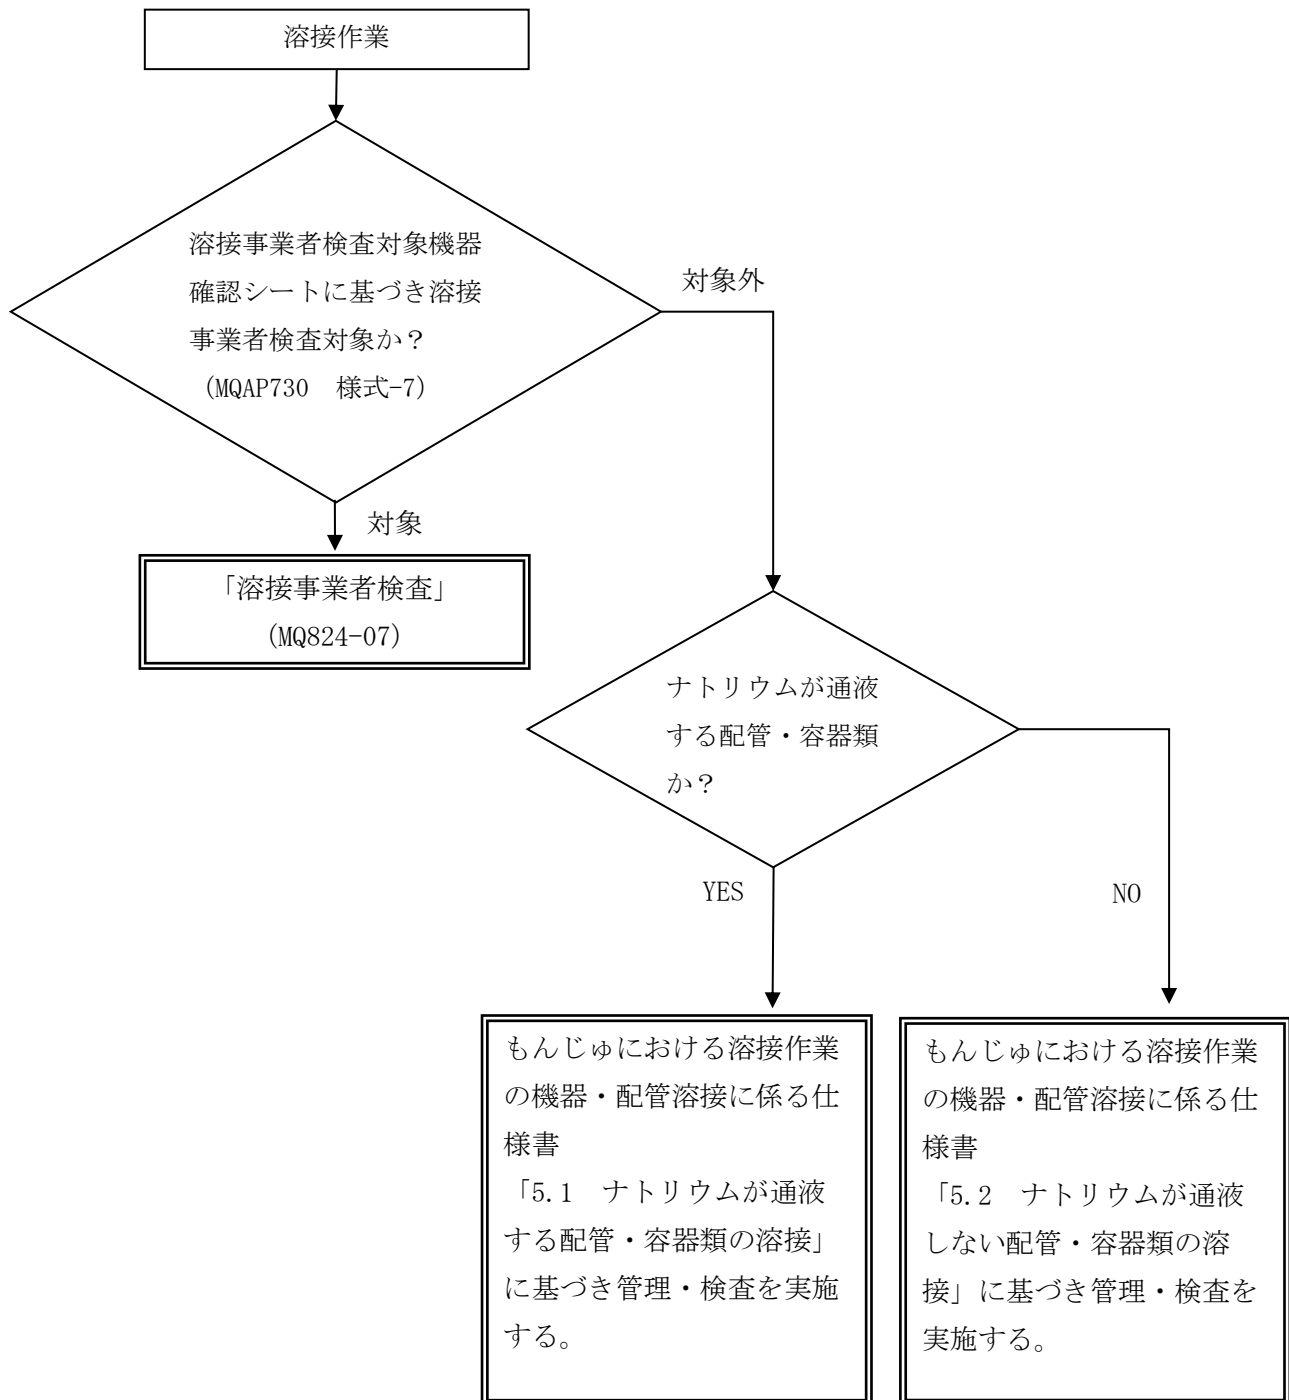 溶接作業
溶接事業者検査対象機器
確認シートに基づき溶接
事業者検査対象か？
（MQAP730　様式-7）
対象外
対象
「溶接事業者検査」
(MQ824-07)
ナトリウムが通液
する配管・容器類
か？
YES
NO
もんじゅにおける溶接作業
の機器・配管溶接に係る仕
様書
「5.1　ナトリウムが通液
する配管・容器類の溶接」
に基づき管理・検査を実施
する。
もんじゅにおける溶接作業
の機器・配管溶接に係る仕
様書
「5.2　ナトリウムが通液
しない配管・容器類の溶
接」に基づき管理・検査を
実施する。